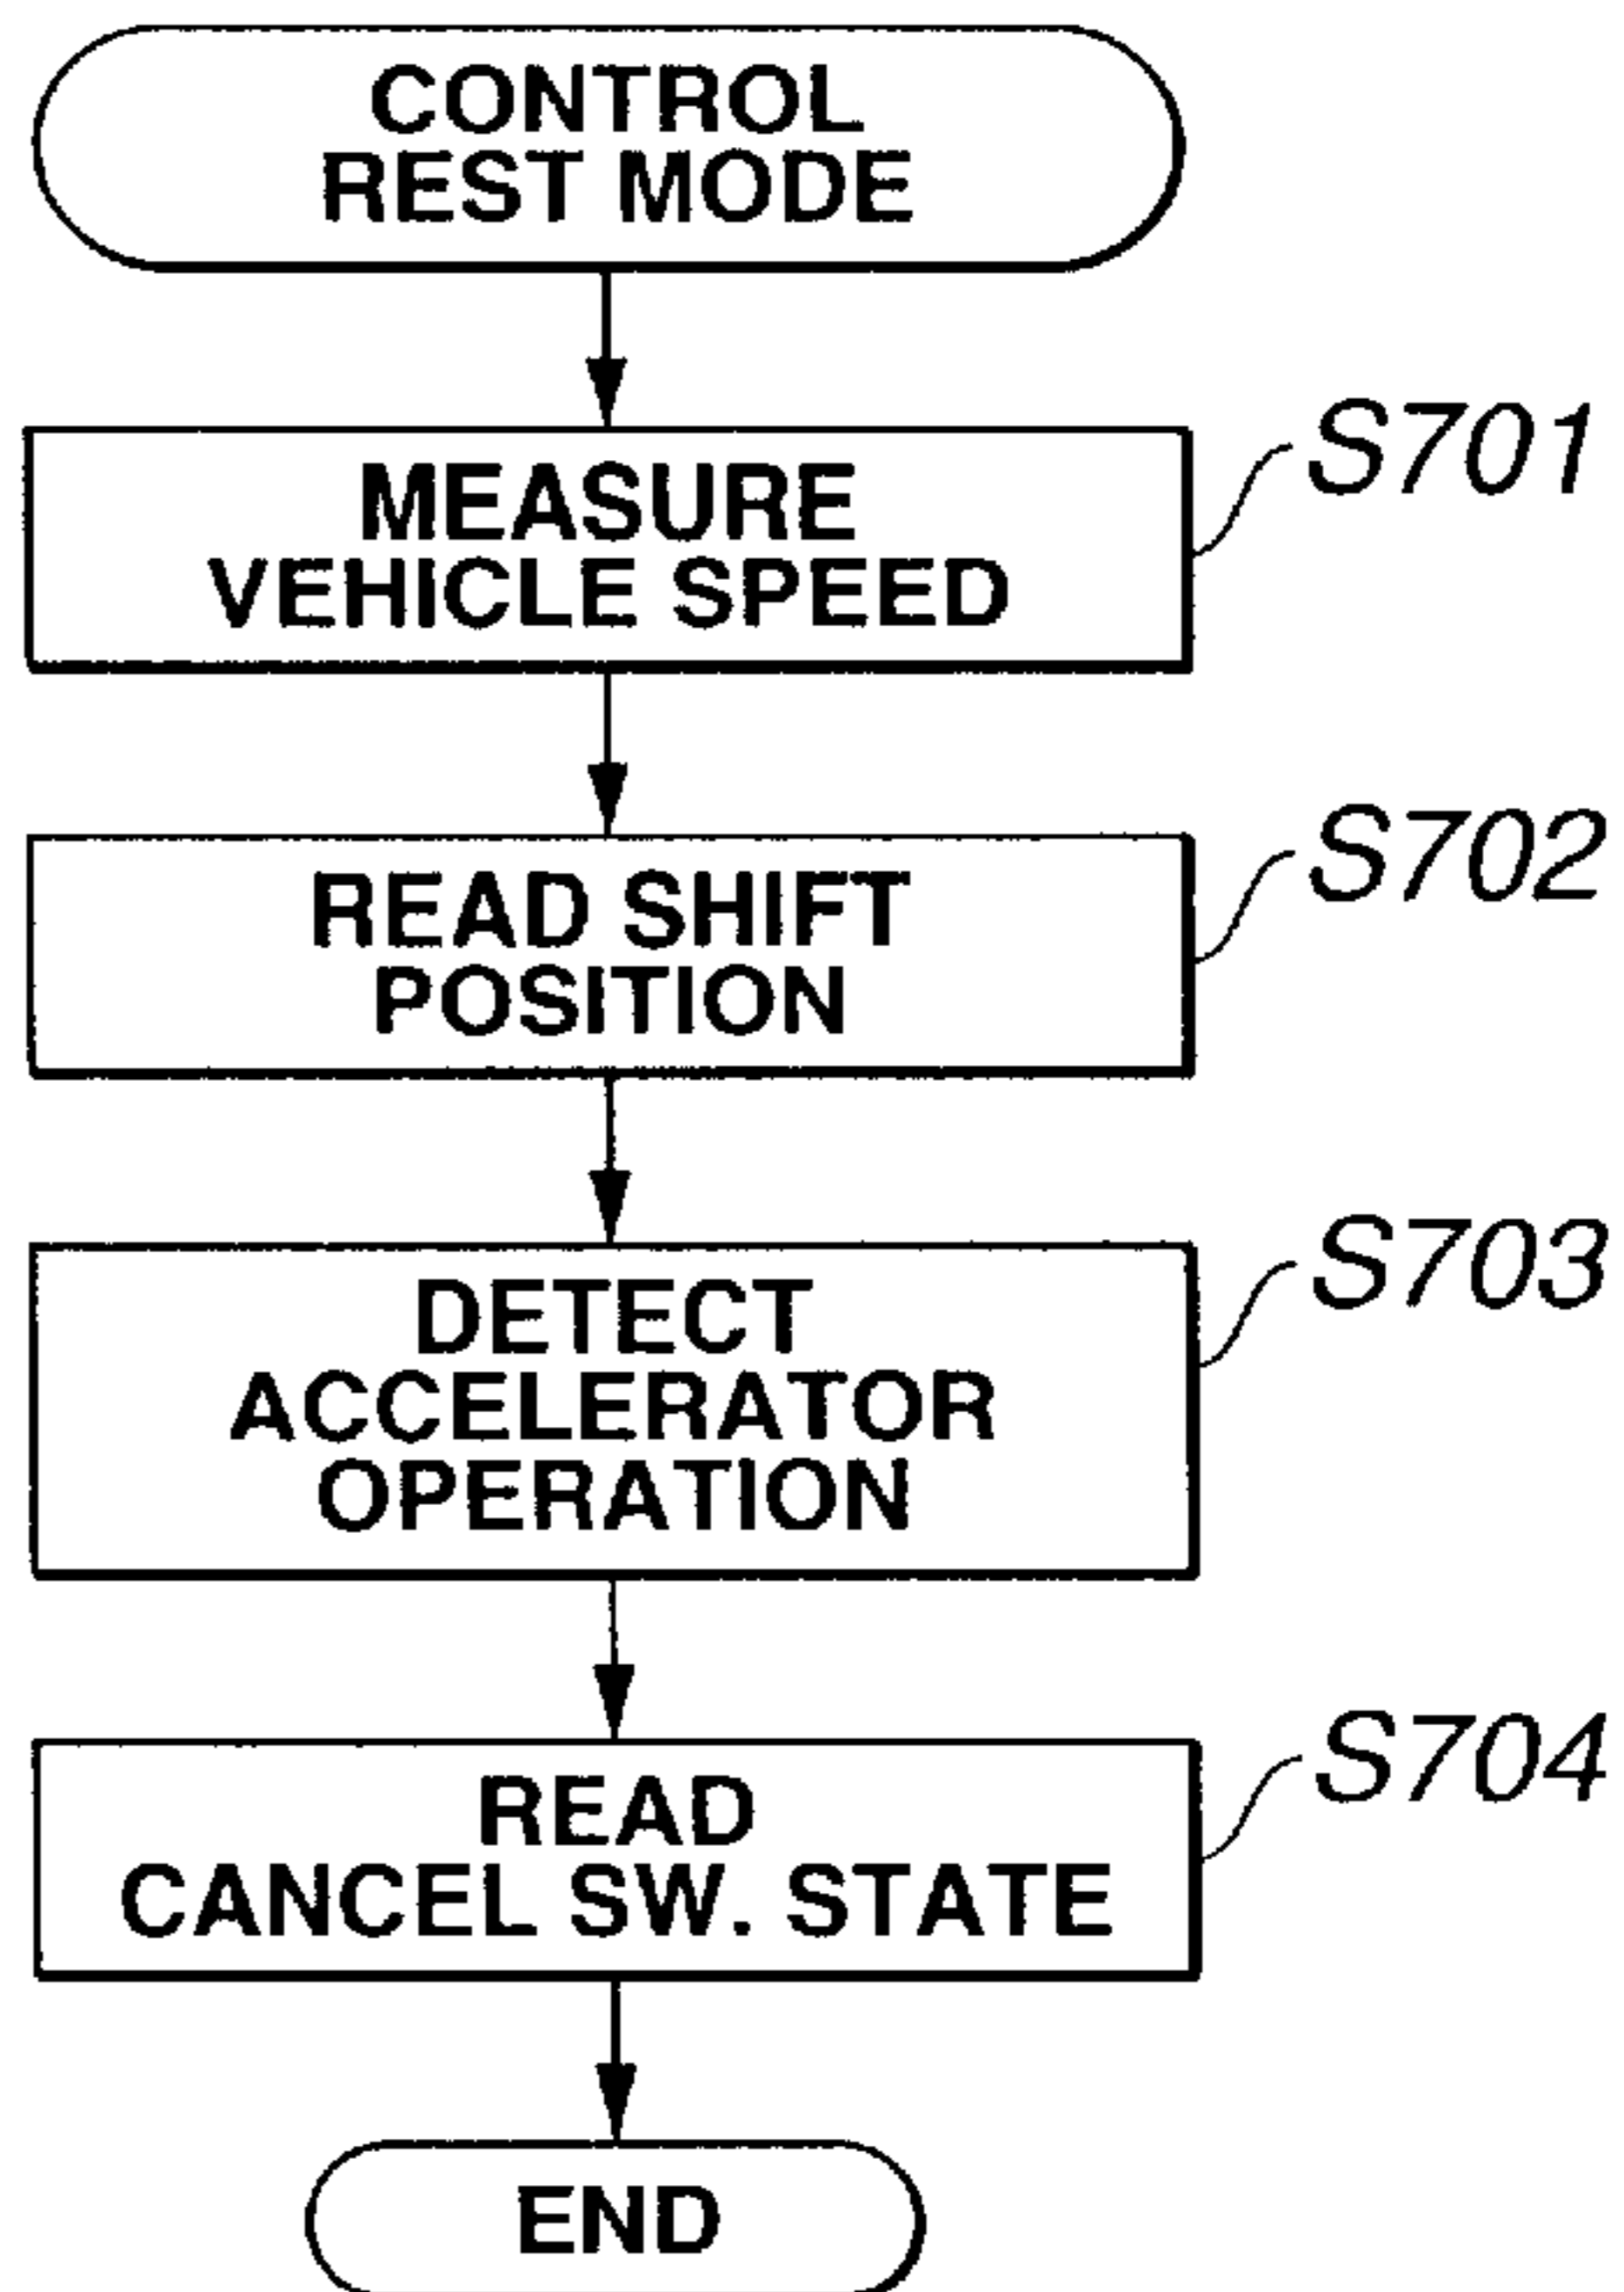 CONTROL
REST MODE
MEASURE
VEHICLE SPEED
S701
READ SHIFT
POSITION
S702
DETECT
ACCELERATOR
OPERATION
S703
READ
CANCEL SW. STATE
S704
END